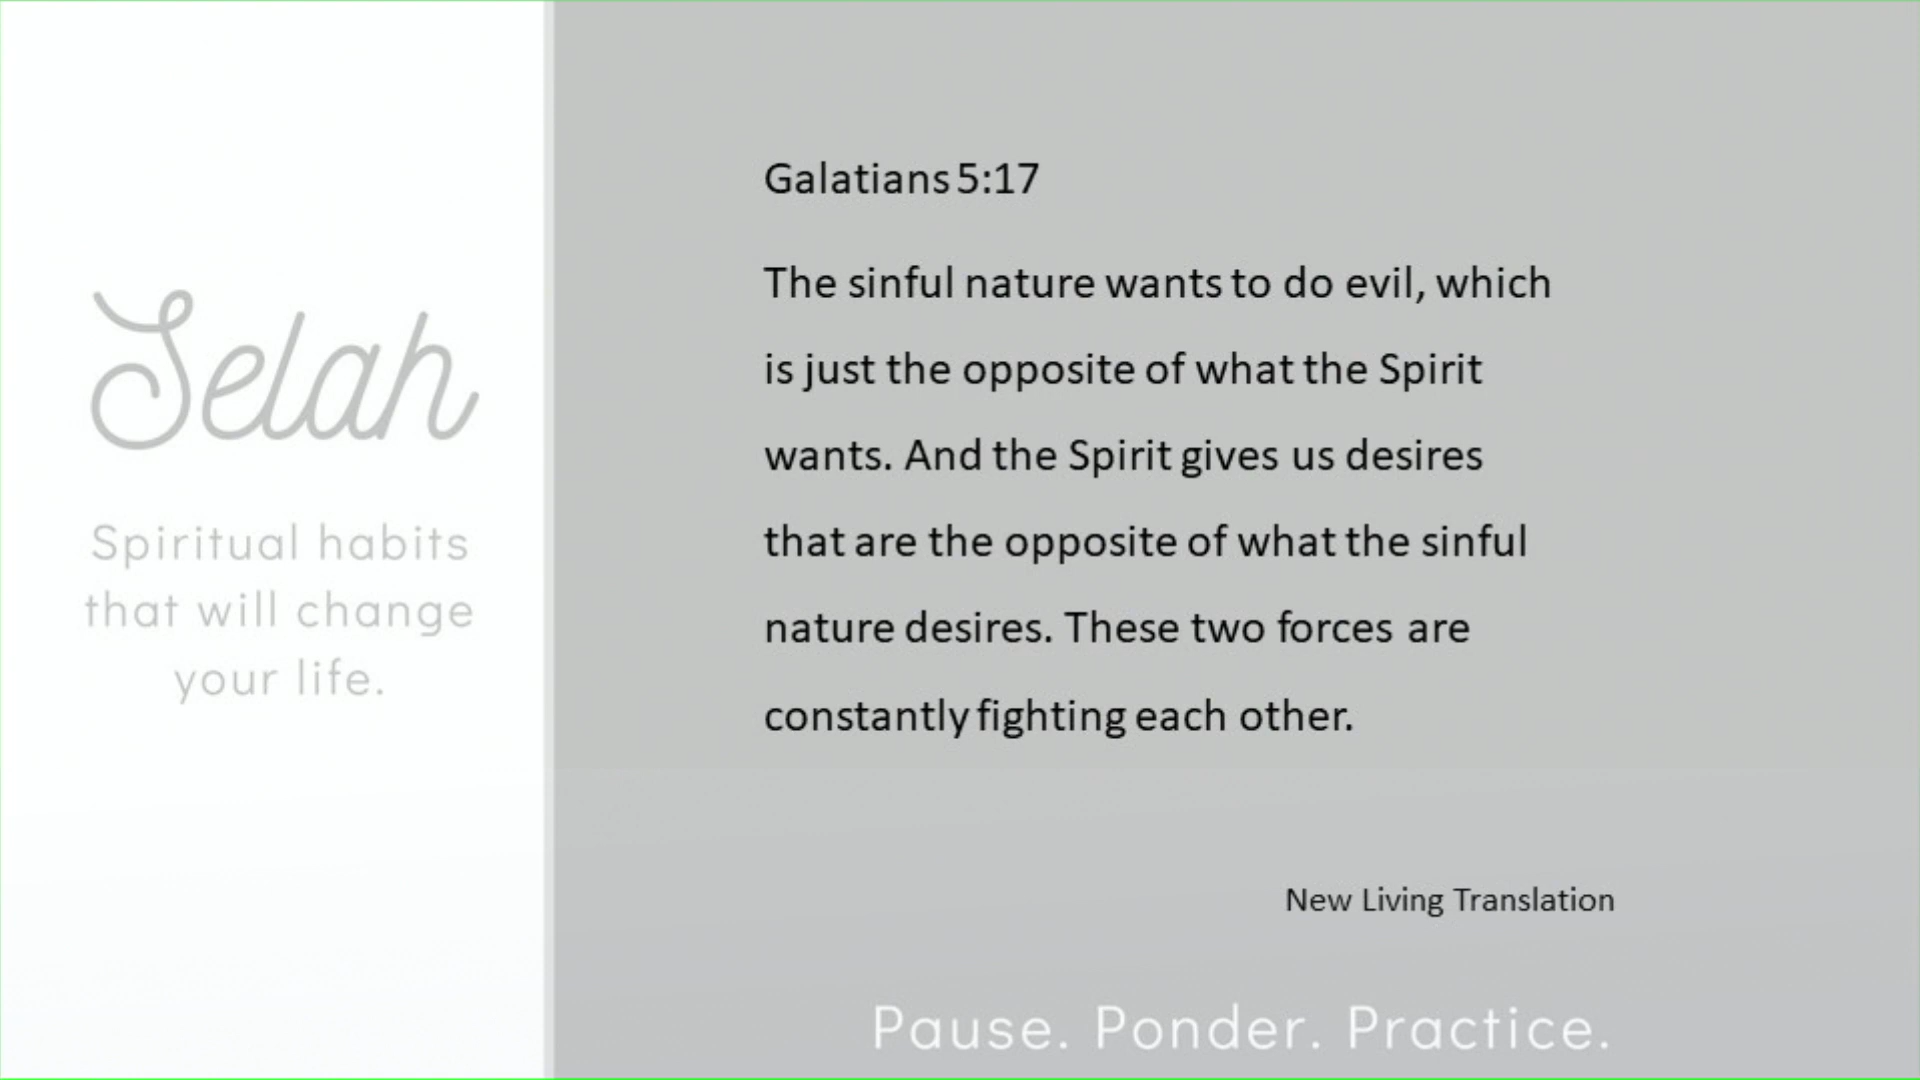 Selah
Spiritual habits
that will change
your life.
Galatians 5:17
The sinful nature wants to do evil, which
is just the opposite of what the Spirit
wants. And the Spirit gives us desires
that are the opposite of what the sinful
nature desires. These two forces are
constantly fighting each other.
New Living Translation
Pause. Ponder. Practice.